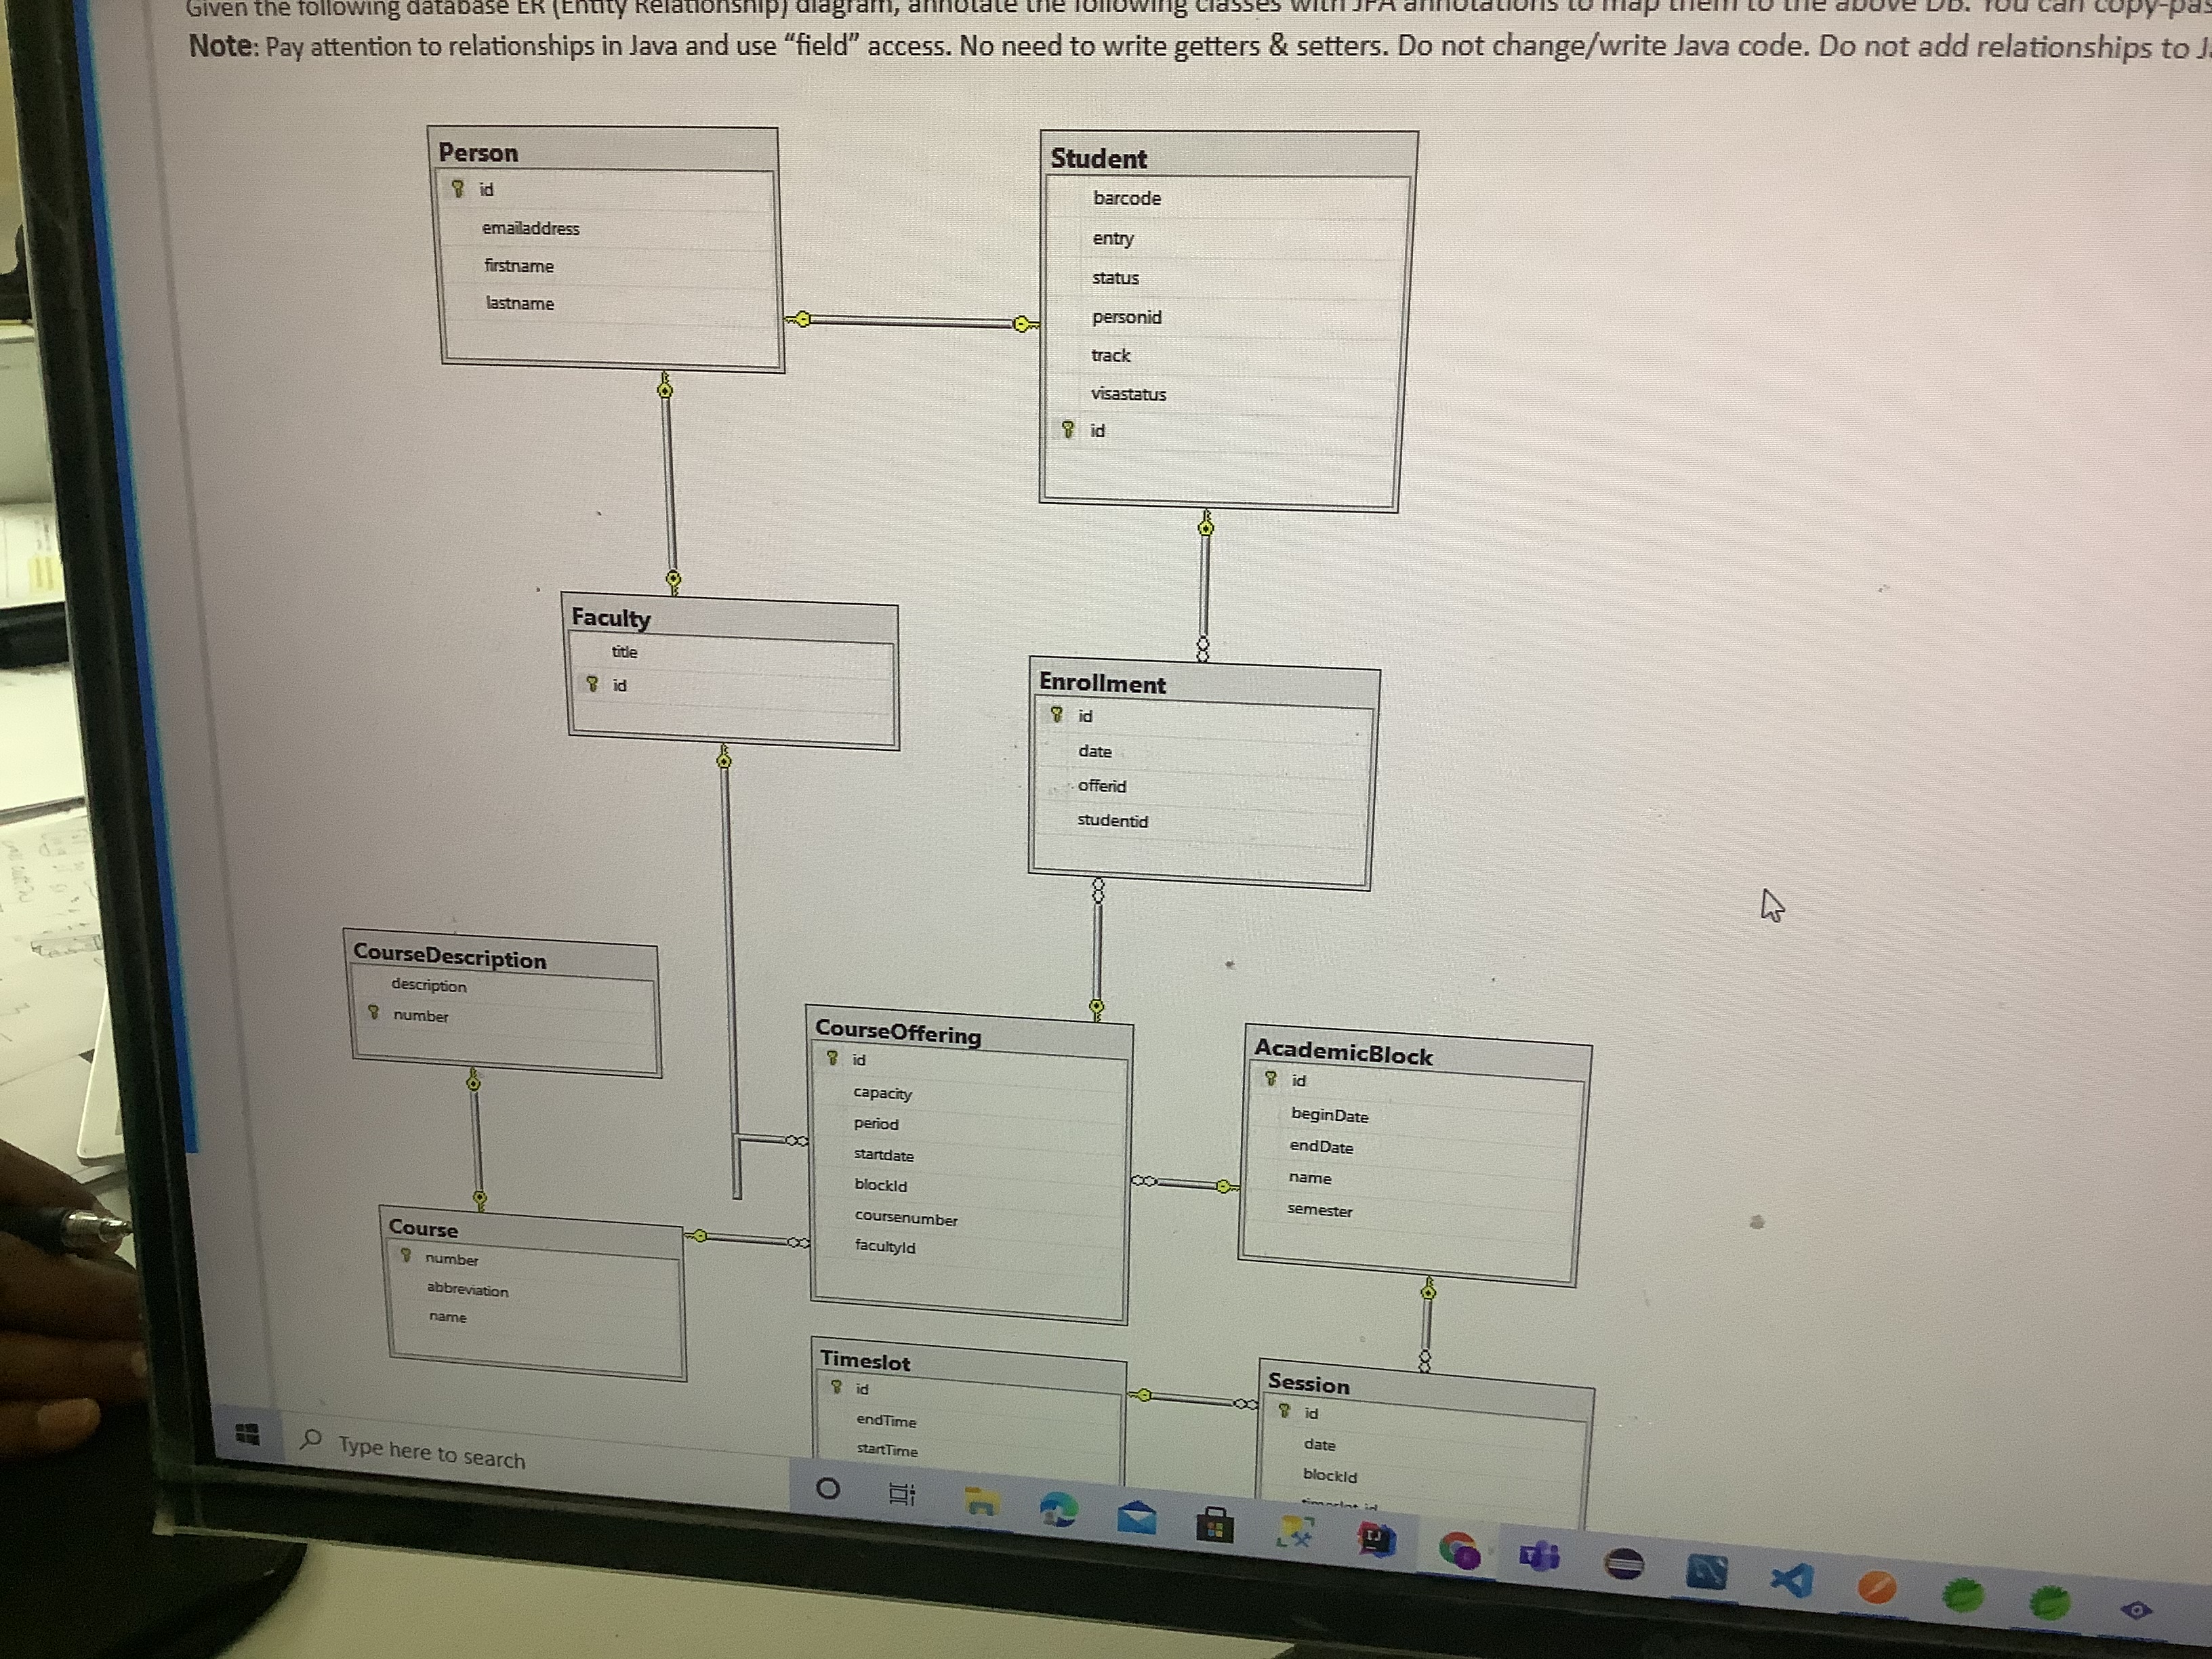 Given the following database ER (Entity Relationship) diagram, annotate the following classes with JPA annotations to map them to the above DB. You can
Note: Pay attention to relationships in Java and use “field” access. No need to write getters & setters. Do not change/write Java code. Do not add relationships to
Person
id
emailaddress
firstname
lastname
Student
barcode
entry
status
personid
track
visastatus
id
Faculty
title
id
Enrollment
id
date
offerid
studentid
CourseDescription
description
number
CourseOffering
id
capacity
period
startdate
blockId
coursenumber
facultyId
AcademicBlock
id
beginDate
endDate
name
semester
Course
number
abbreviation
name
Timeslot
id
endTime
startTime
Session
id
date
blockId
Type here to search